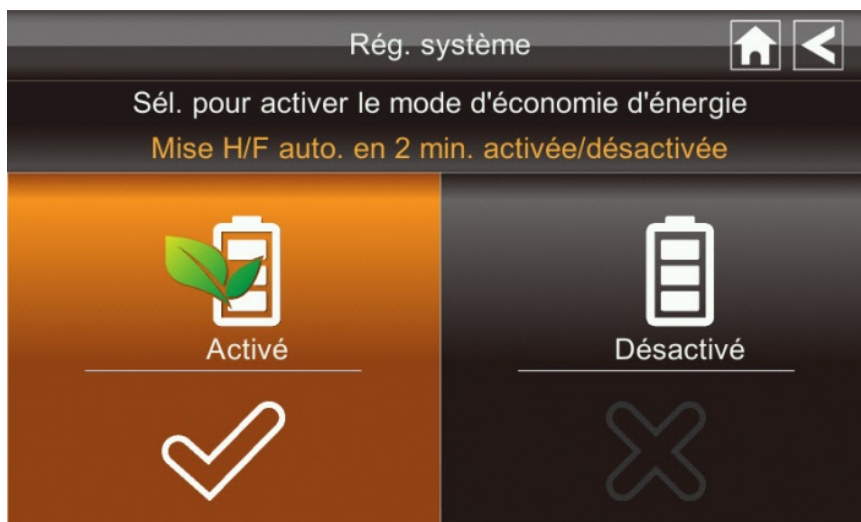 Rég. système
Sél. pour activer le mode d'économie d'énergie
Mise H/F auto. en 2 min. activée/désactivée
Activé
Désactivé